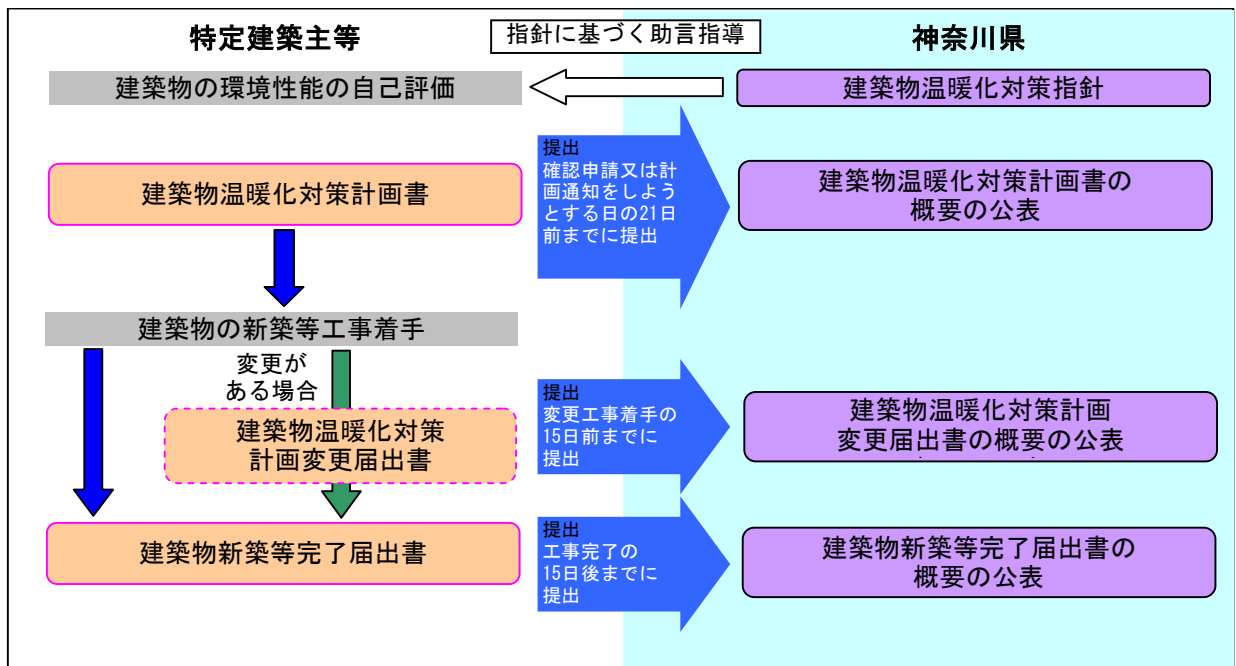 特定建築主等
指針に基づく助言指導
神奈川県
建築物の環境性能の自己評価
建築物温暖化対策指針
提出
確認申請又は計
画通知をしよう
とする日の21日
前までに提出
建築物温暖化対策計画書
建築物温暖化対策計画書の
概要の公表
建築物の新築等工事着手
変更が
ある場合
建築物温暖化対策
計画変更届出書
提出
変更工事着手の
15日前までに
提出
建築物温暖化対策計画
変更届出書の概要の公表
建築物新築等完了届出書
提出
工事完了の
15日後までに
提出
建築物新築等完了届出書の
概要の公表